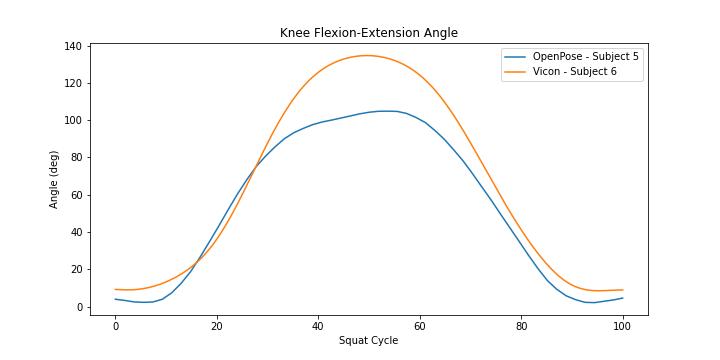 Knee Flexion-Extension Angle
OpenPose - Subject 5
Vicon - Subject 6
Angle (deg)
140
120
100
80
60
40
20
0
0 20 40 60 80 100
Squat Cycle